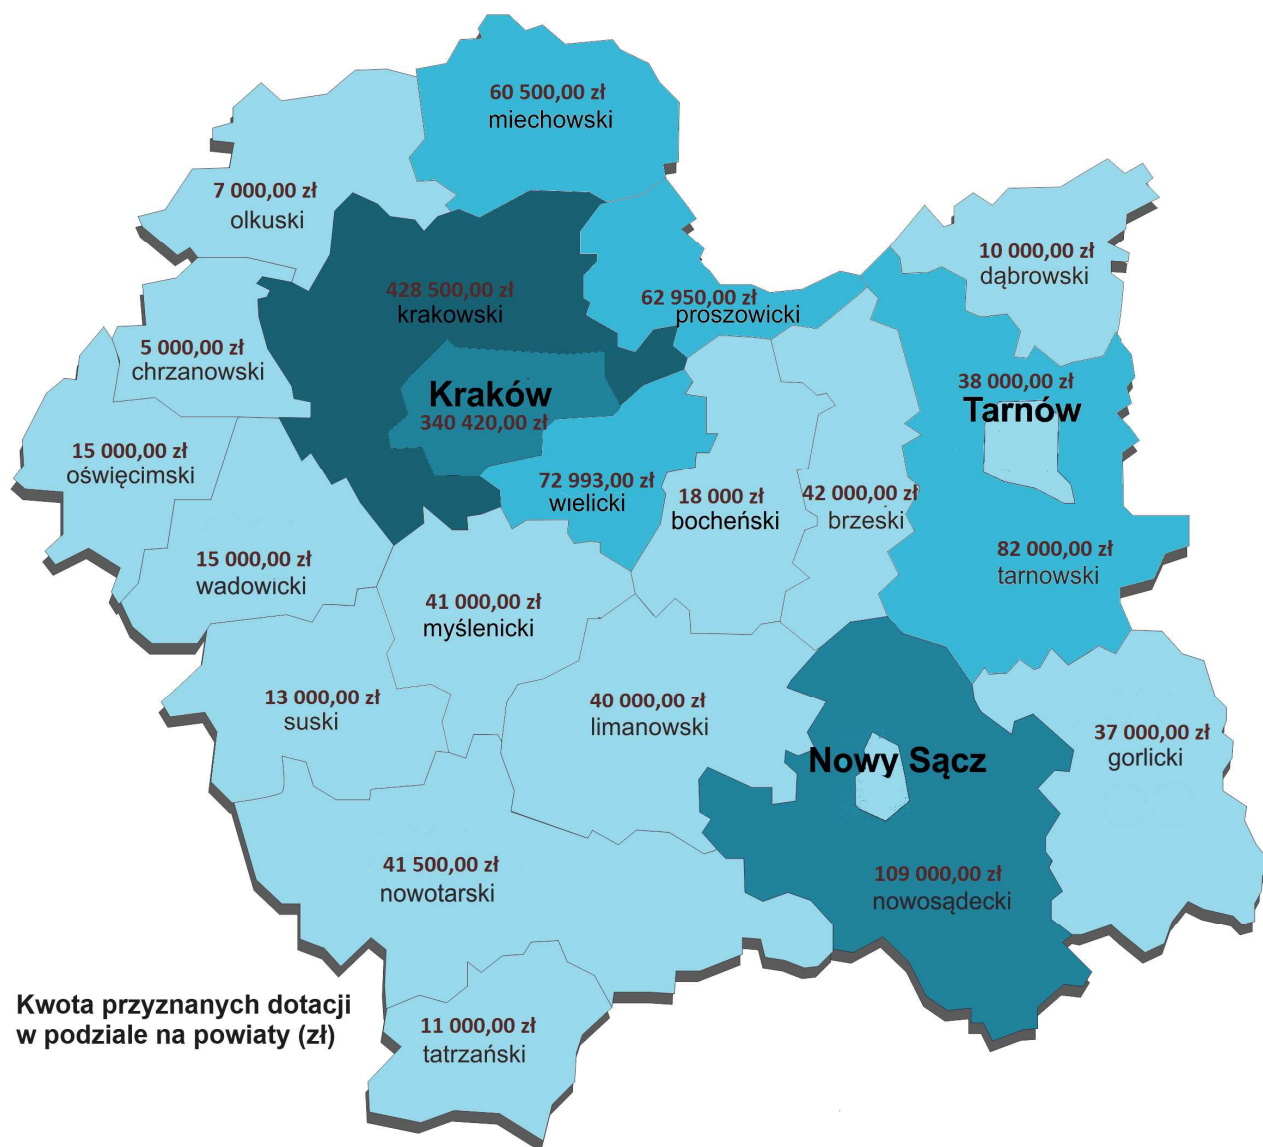 60 500,00 zł
miechowski
7 000,00 zł
olkuski
10 000,00 zł
dąbrowski
428 500,00 zł
krakowski
62 950,00 zł
proszowicki
5 000,00 zł
chrzanowski
Kraków
340 420,00 zł
38 000,00 zł
Tarnów
15 000,00 zł
oświęcimski
72 993,00 zł
wielicki
18 000 zł
bocheński
42 000,00 zł
brzeski
15 000,00 zł
wadowicki
82 000,00 zł
tarnowski
41 000,00 zł
myślenicki
13 000,00 zł
suski
40 000,00 zł
limanowski
37 000,00 zł
gorlicki
Nowy Sącz
41 500,00 zł
nowotarski
109 000,00 zł
nowosądecki
Kwota przyznanych dotacji
w podziale na powiaty (zł)
11 000,00 zł
tatrzański